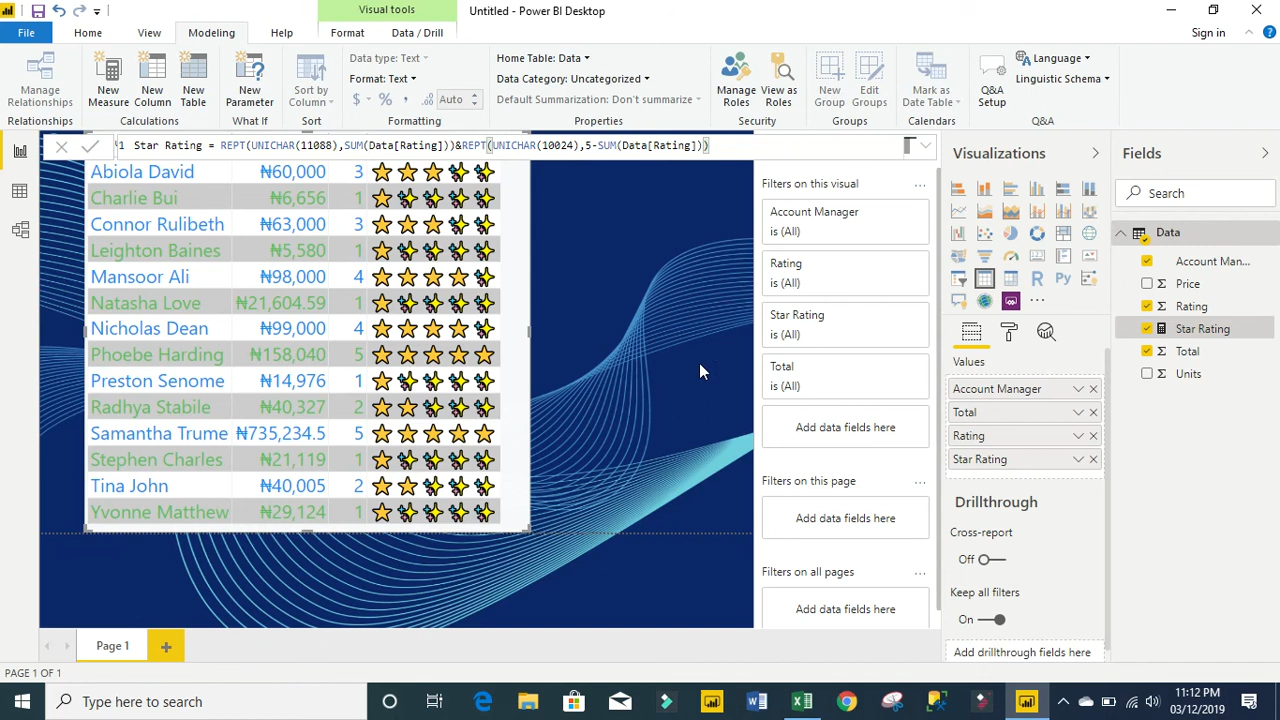 Visual tools
Untitled - Power BI Desktop
File Home View Modeling Help Format Data / Drill
Sign in
Manage Relationships
New Measure
New Column
New Table
New Parameter
Sort by Column
Data type: Text
Format: Text
$ % , .00 Auto
Home Table: Data
Data Category: Uncategorized
Default Summarization: Don't summarize
Manage Roles
View as Roles
New Group
Edit Groups
Mark as Date Table
Q&A Setup
Language
Linguistic Schema
Relationships
Calculations
What If
Sort
Formatting
Properties
Security
Groups
Calendars
Q&A
1 Star Rating = REPT(UNICHAR(11088),SUM(Data[Rating]))&REPT(UNICHAR(10024),5-SUM(Data[Rating]))
Abiola David ₦60,000 3 ⭐⭐⭐✨✨
Charlie Bui ₦6,656 1 ⭐✨✨✨✨
Connor Rulibeth ₦63,000 3 ⭐⭐⭐✨✨
Leighton Baines ₦5,580 1 ⭐✨✨✨✨
Mansoor Ali ₦98,000 4 ⭐⭐⭐⭐✨
Natasha Love ₦21,604.59 1 ⭐✨✨✨✨
Nicholas Dean ₦99,000 4 ⭐⭐⭐⭐✨
Phoebe Harding ₦158,040 5 ⭐⭐⭐⭐⭐
Preston Senome ₦14,976 1 ⭐✨✨✨✨
Radhya Stabile ₦40,327 2 ⭐⭐✨✨✨
Samantha Trume ₦735,234.5 5 ⭐⭐⭐⭐⭐
Stephen Charles ₦21,119 1 ⭐✨✨✨✨
Tina John ₦40,005 2 ⭐⭐✨✨✨
Yvonne Matthew ₦29,124 1 ⭐✨✨✨✨
Filters on this visual ...
Account Manager
is (All)
Rating
is (All)
Star Rating
is (All)
Total
is (All)
Add data fields here
Filters on this page ...
Add data fields here
Filters on all pages ...
Add data fields here
Visualizations
R Py
...
Values
Account Manager
Total
Rating
Star Rating
Drillthrough
Cross-report
Off
Keep all filters
On
Add drillthrough fields here
Fields
Search
Data
Account Man...
Σ Price
Σ Rating
Star Rating
Σ Total
Σ Units
Page 1
PAGE 1 OF 1
Type here to search
11:12 PM
03/12/2019